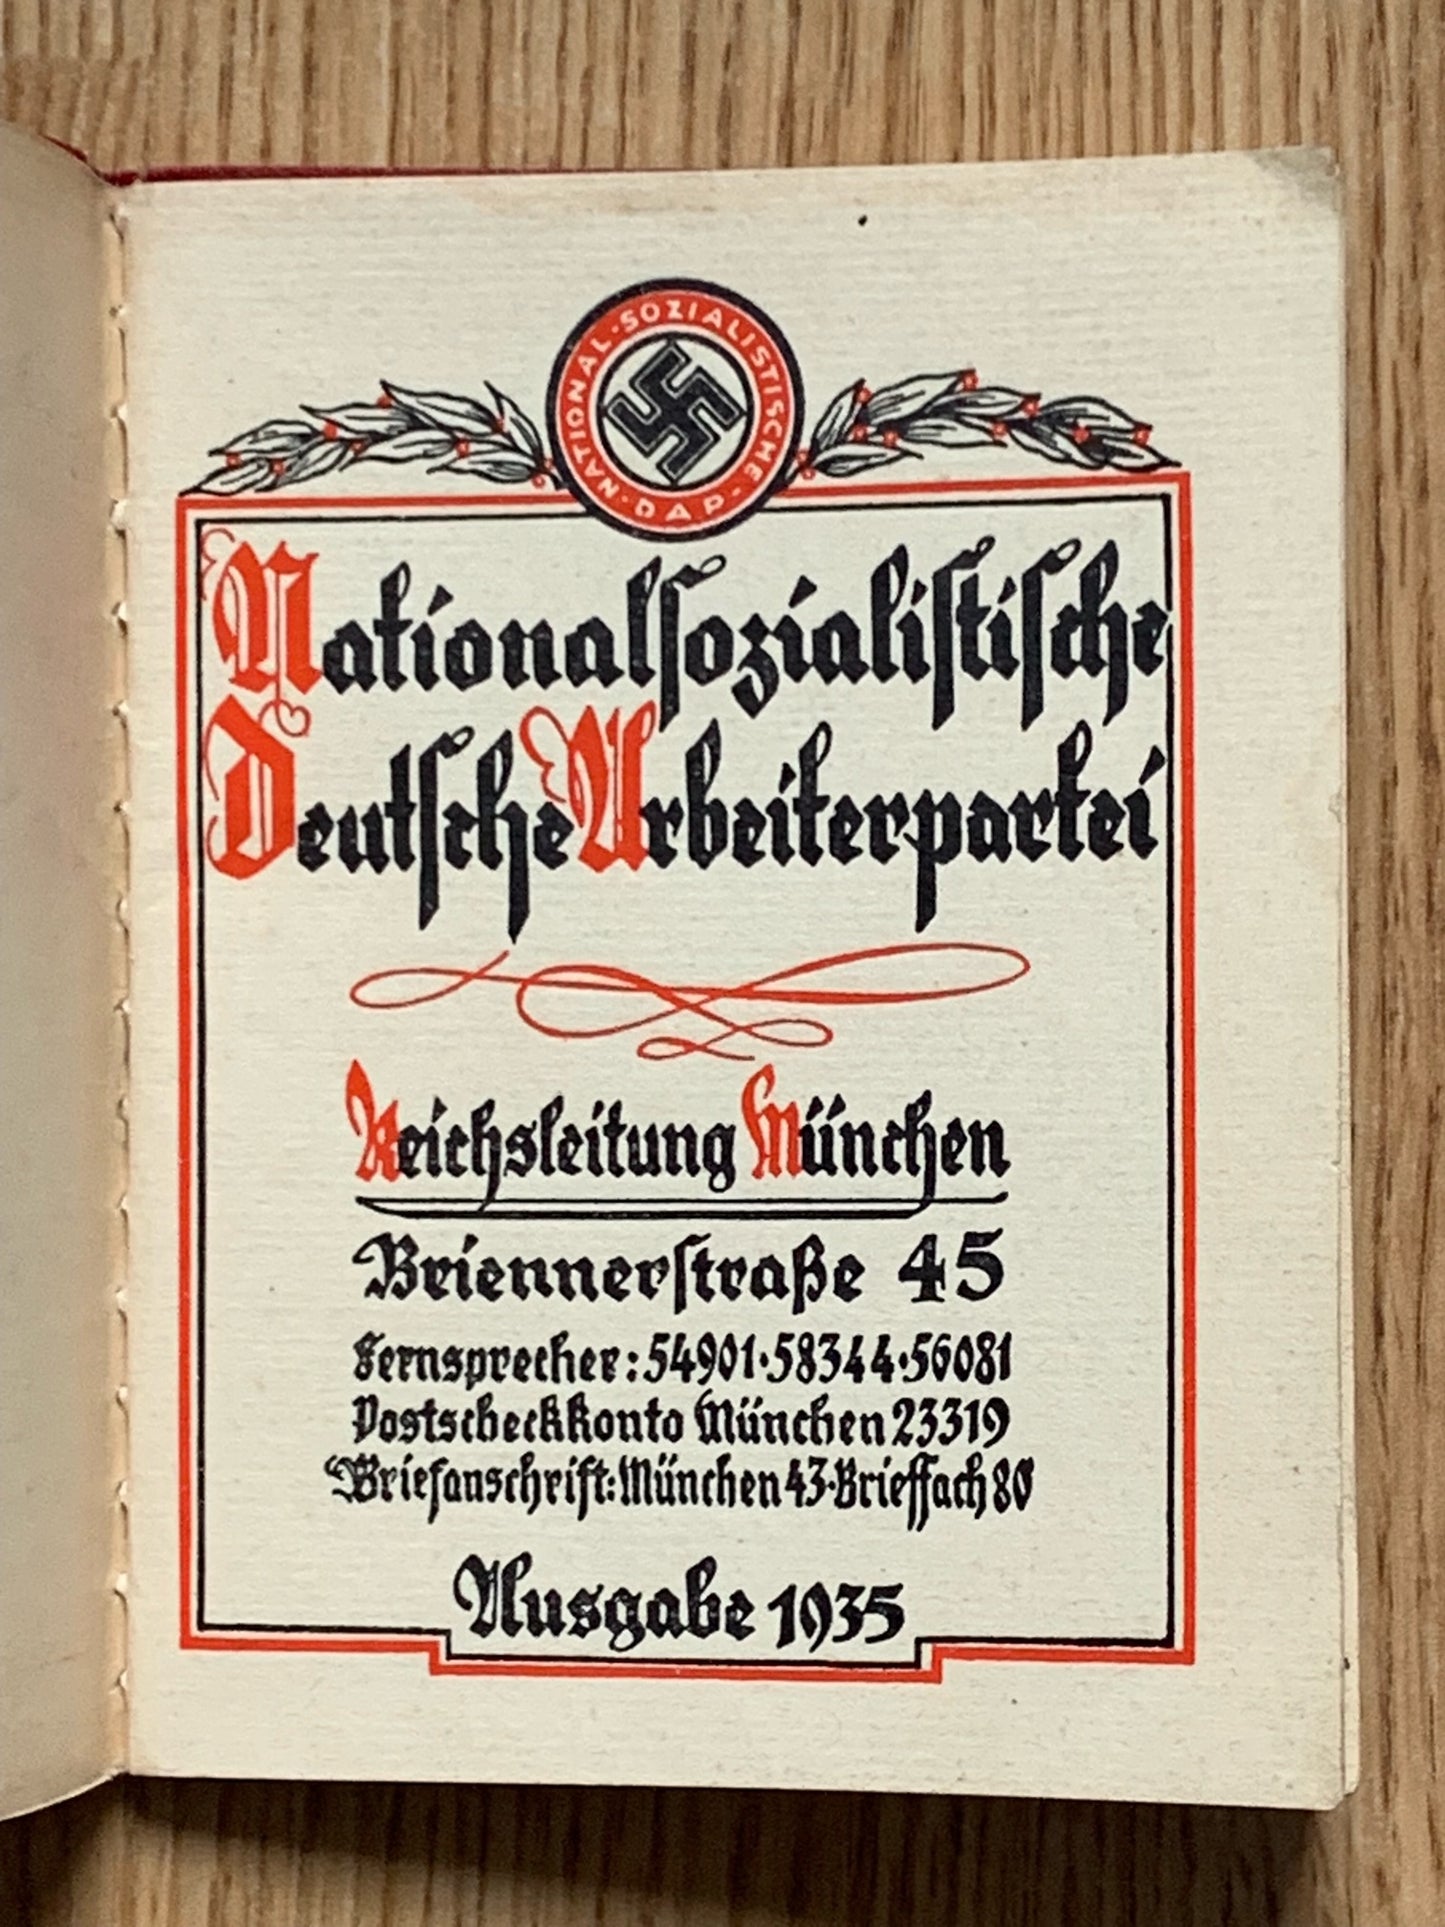 NATIONAL·SOZIALISTISCHE·DAP·
Nationalsozialistische
Deutsche Arbeiterpartei
Reichsleitung München
Briennerstraße 45
Fernsprecher: 54901·58344·56081
Postscheckkonto München 23319
Briefanschrift: München 43·Brieffach 80
Ausgabe 1935